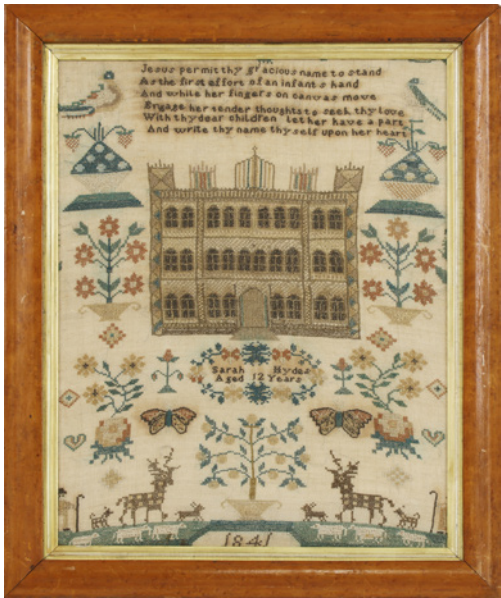 Jesus permit thy gracious name to stand
As the first effort of an infants hand
And while her fingers on canvas move
Engage her tender thoughts to seek thy love
With thy dear children let her have a part
And write thy name thy self upon her heart
Sarah Hydes
Aged 12 Years
1841